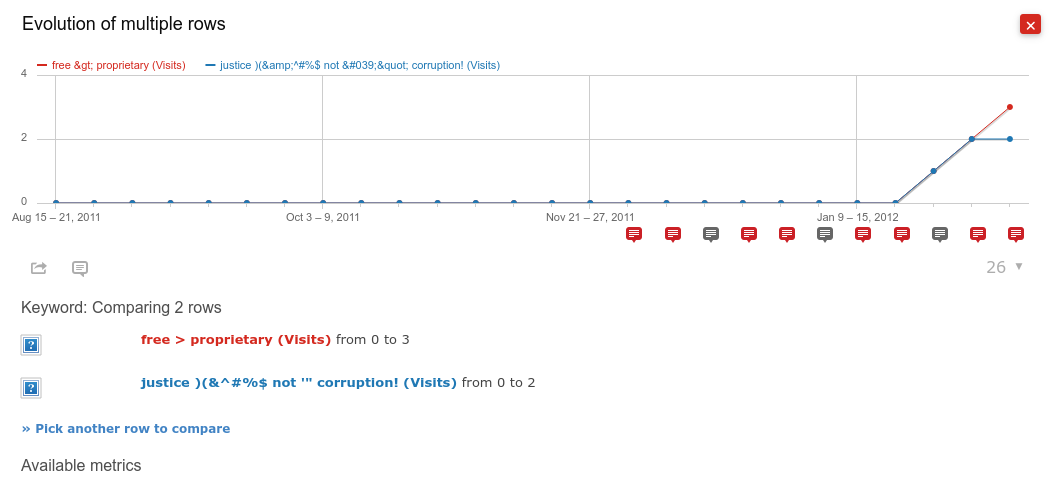 Evolution of multiple rows
free &gt; proprietary (Visits) justice )(&amp;^#%$ not &#039;&quot; corruption! (Visits)
4
2
0
Aug 15 – 21, 2011 Oct 3 – 9, 2011 Nov 21 – 27, 2011 Jan 9 – 15, 2012
26
Keyword: Comparing 2 rows
? free > proprietary (Visits) from 0 to 3
? justice )(&^#%$ not '" corruption! (Visits) from 0 to 2
» Pick another row to compare
Available metrics